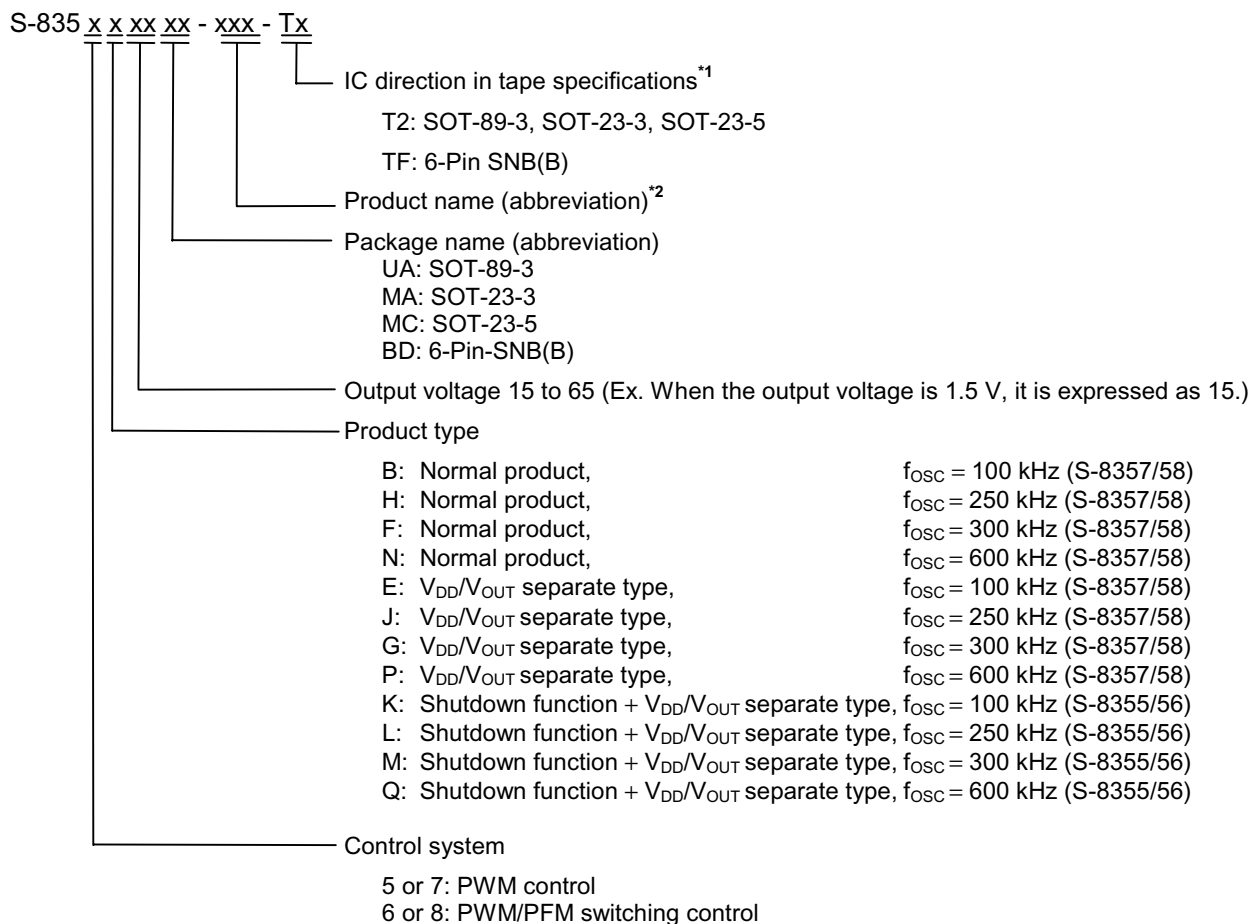 S-835 x x xx xx - xxx - Tx
IC direction in tape specifications*1
T2: SOT-89-3, SOT-23-3, SOT-23-5
TF: 6-Pin SNB(B)
Product name (abbreviation)*2
Package name (abbreviation)
UA: SOT-89-3
MA: SOT-23-3
MC: SOT-23-5
BD: 6-Pin-SNB(B)
Output voltage 15 to 65 (Ex. When the output voltage is 1.5 V, it is expressed as 15.)
Product type
B: Normal product, fOSC = 100 kHz (S-8357/58)
H: Normal product, fOSC = 250 kHz (S-8357/58)
F: Normal product, fOSC = 300 kHz (S-8357/58)
N: Normal product, fOSC = 600 kHz (S-8357/58)
E: VDD/VOUT separate type, fOSC = 100 kHz (S-8357/58)
J: VDD/VOUT separate type, fOSC = 250 kHz (S-8357/58)
G: VDD/VOUT separate type, fOSC = 300 kHz (S-8357/58)
P: VDD/VOUT separate type, fOSC = 600 kHz (S-8357/58)
K: Shutdown function + VDD/VOUT separate type, fOSC = 100 kHz (S-8355/56)
L: Shutdown function + VDD/VOUT separate type, fOSC = 250 kHz (S-8355/56)
M: Shutdown function + VDD/VOUT separate type, fOSC = 300 kHz (S-8355/56)
Q: Shutdown function + VDD/VOUT separate type, fOSC = 600 kHz (S-8355/56)
Control system
5 or 7: PWM control
6 or 8: PWM/PFM switching control